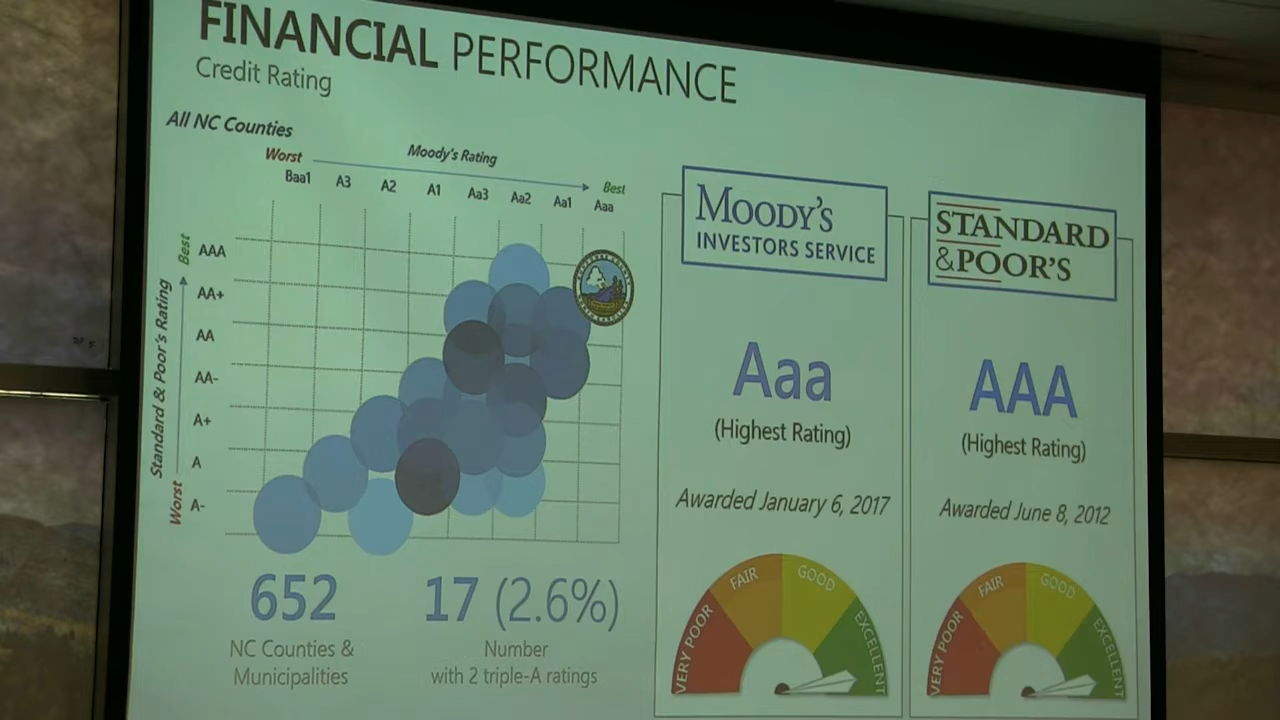 FINANCIAL PERFORMANCE
Credit Rating
All NC Counties
Moody's Rating
Worst
Best
Baa1 A3 A2 A1 Aa3 Aa2 Aa1 Aaa
Standard & Poor's Rating
Best
Worst
AAA
AA+
AA
AA-
A+
A
A-
652
NC Counties &
Municipalities
17 (2.6%)
Number
with 2 triple-A ratings
MOODY'S
INVESTORS SERVICE
Aaa
(Highest Rating)
Awarded January 6, 2017
VERY POOR
FAIR
GOOD
EXCELLENT
STANDARD
&POOR'S
AAA
(Highest Rating)
Awarded June 8, 2012
VERY POOR
FAIR
GOOD
EXCELLENT